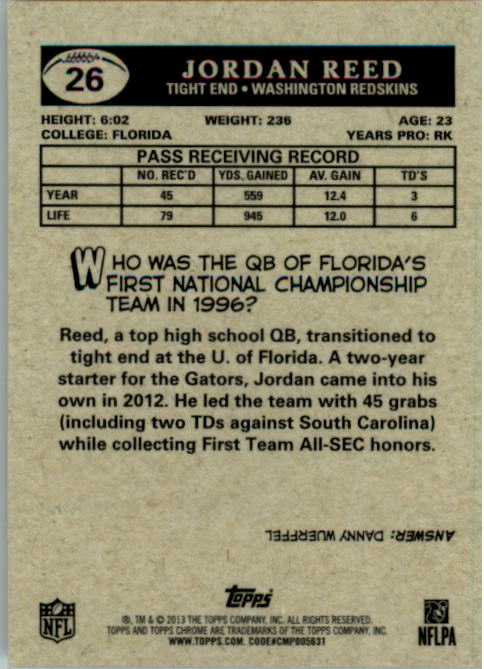 26
JORDAN REED
TIGHT END • WASHINGTON REDSKINS
HEIGHT: 6:02 WEIGHT: 236 AGE: 23
COLLEGE: FLORIDA YEARS PRO: RK
PASS RECEIVING RECORD
NO. REC'D YDS. GAINED AV. GAIN TD'S
YEAR 45 559 12.4 3
LIFE 79 945 12.0 6
WHO WAS THE QB OF FLORIDA'S
FIRST NATIONAL CHAMPIONSHIP
TEAM IN 1996?
Reed, a top high school QB, transitioned to
tight end at the U. of Florida. A two-year
starter for the Gators, Jordan came into his
own in 2012. He led the team with 45 grabs
(including two TDs against South Carolina)
while collecting First Team All-SEC honors.
ANSWER: DANNY WUERFFEL
Topps
®, TM & © 2013 THE TOPPS COMPANY, INC. ALL RIGHTS RESERVED.
TOPPS AND TOPPS CHROME ARE TRADEMARKS OF THE TOPPS COMPANY, INC.
WWW.TOPPS.COM. CODE#CMP005631
NFL
NFLPA